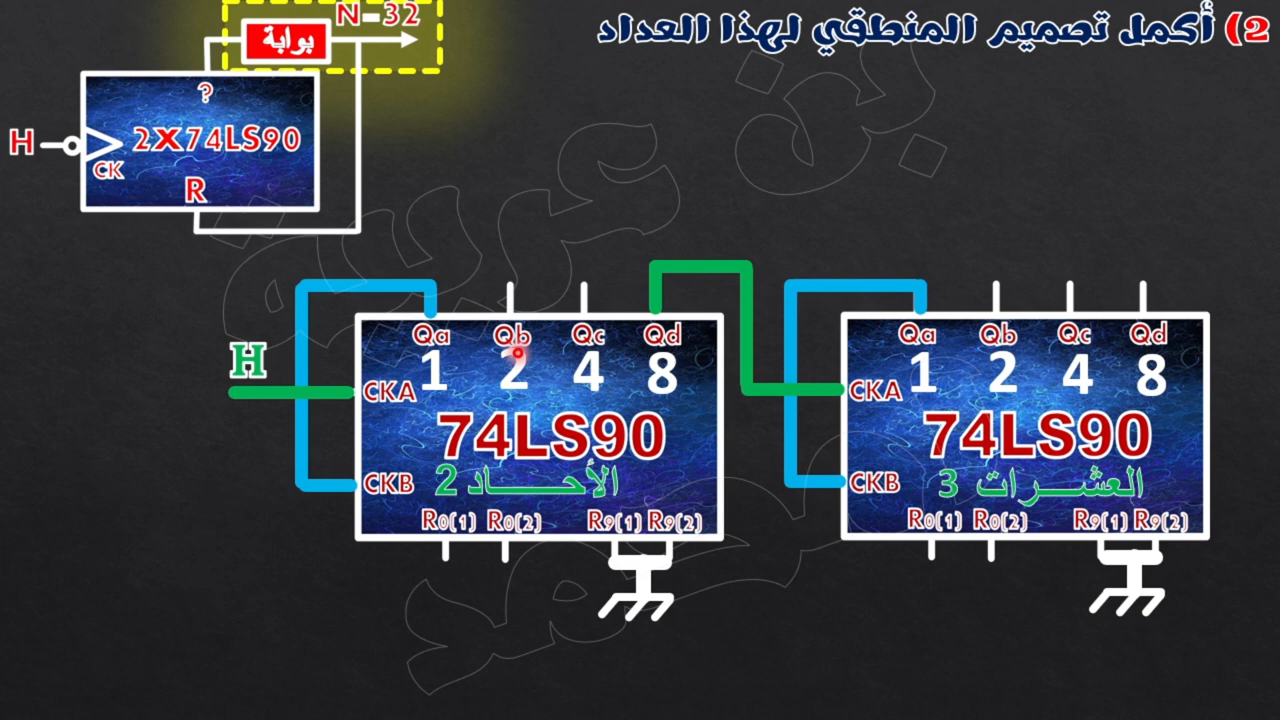 2) أكمل تصميم المنطقي لهذا العداد
N=32
بوابة
?
H
2X74LS90
CK
R
H
Qa Qb Qc Qd
1 2 4 8
CKA
74LS90
CKB
الأحـــــاد 2
R0(1) R0(2) R9(1) R9(2)
Qa Qb Qc Qd
1 2 4 8
CKA
74LS90
CKB
العشـــرات 3
R0(1) R0(2) R9(1) R9(2)